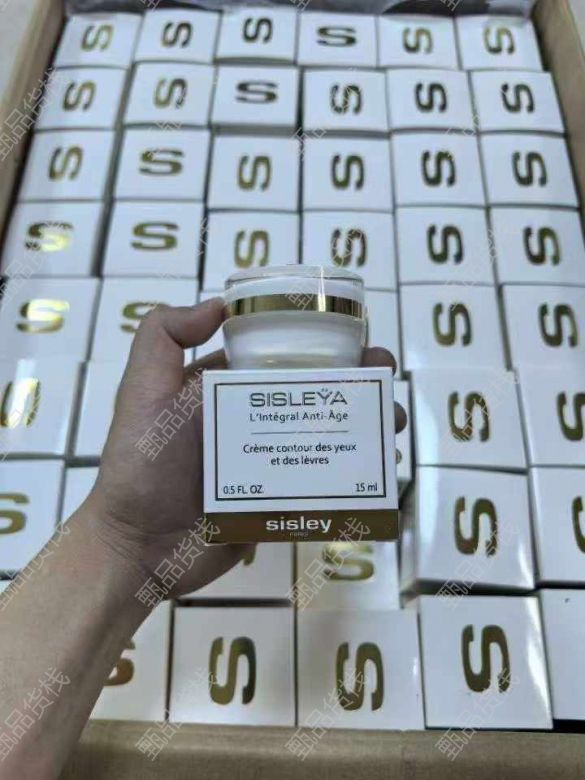 SISLEŸA
L'Intégral Anti-Âge
Crème contour des yeux
et des lèvres
0.5 FL. OZ.
15 ml
sisley
PARIS
S
甄品货栈